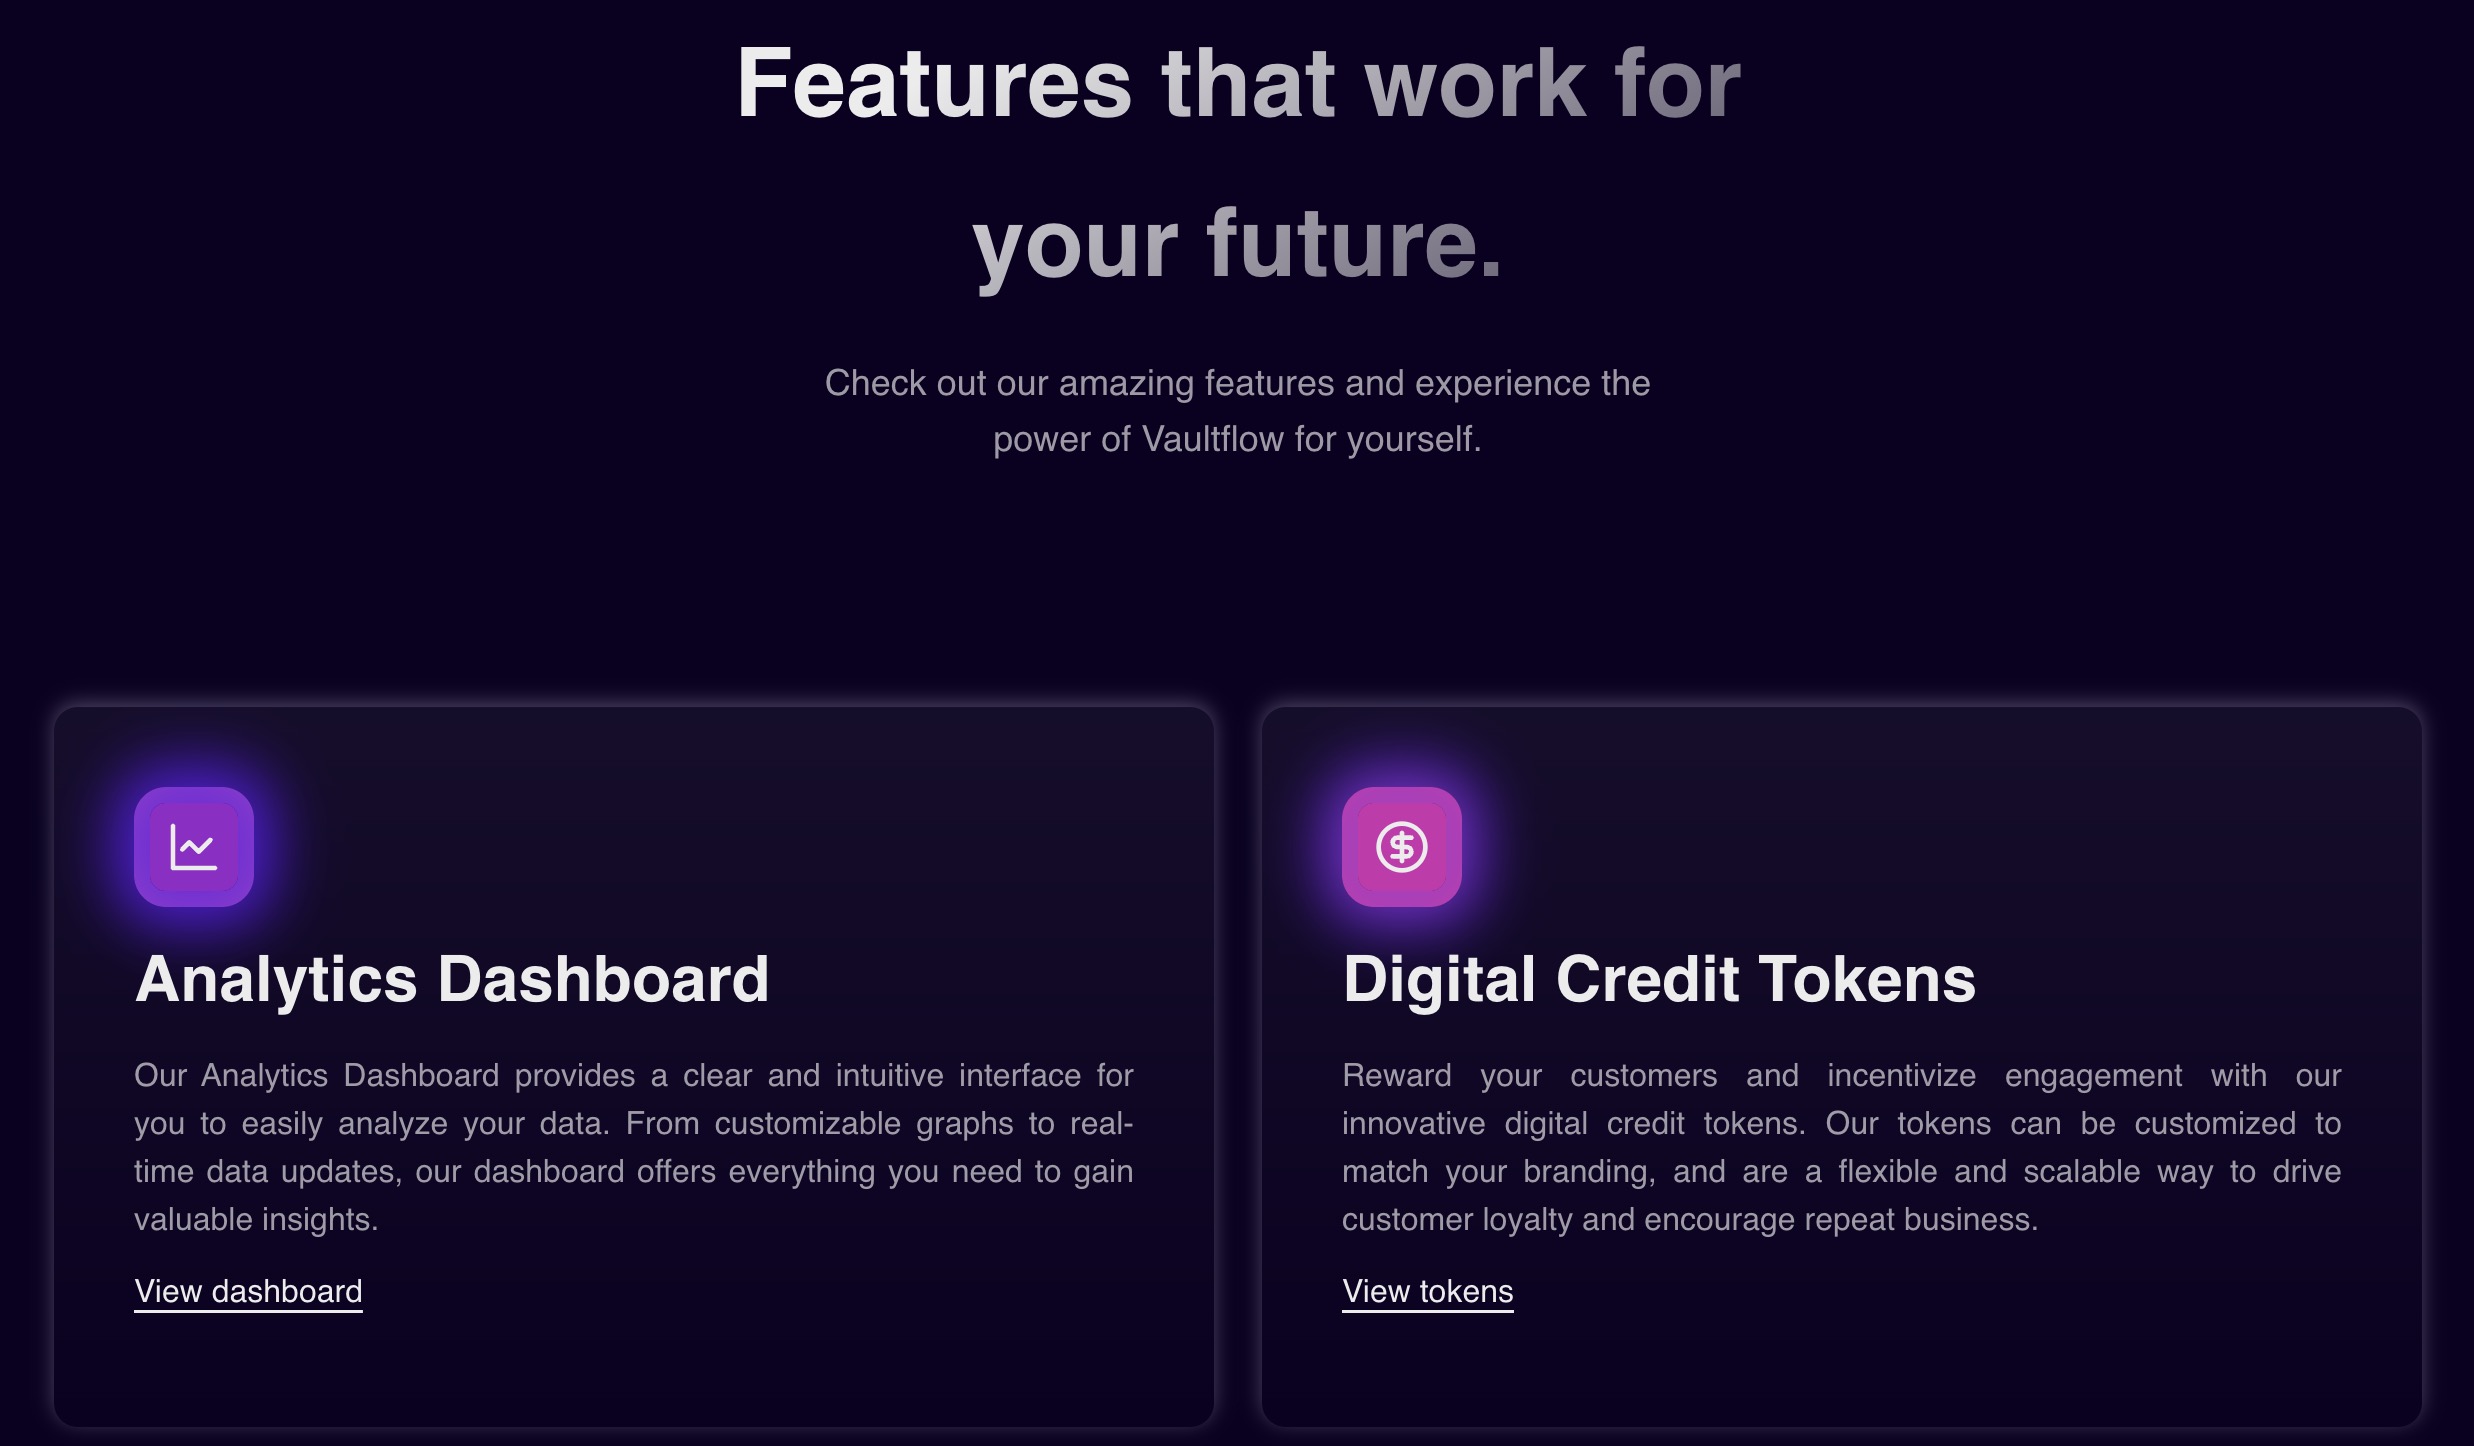 Features that work for
your future.
Check out our amazing features and experience the
power of Vaultflow for yourself.
Analytics Dashboard
Our Analytics Dashboard provides a clear and intuitive interface for
you to easily analyze your data. From customizable graphs to real-
time data updates, our dashboard offers everything you need to gain
valuable insights.
View dashboard
Digital Credit Tokens
Reward your customers and incentivize engagement with our
innovative digital credit tokens. Our tokens can be customized to
match your branding, and are a flexible and scalable way to drive
customer loyalty and encourage repeat business.
View tokens